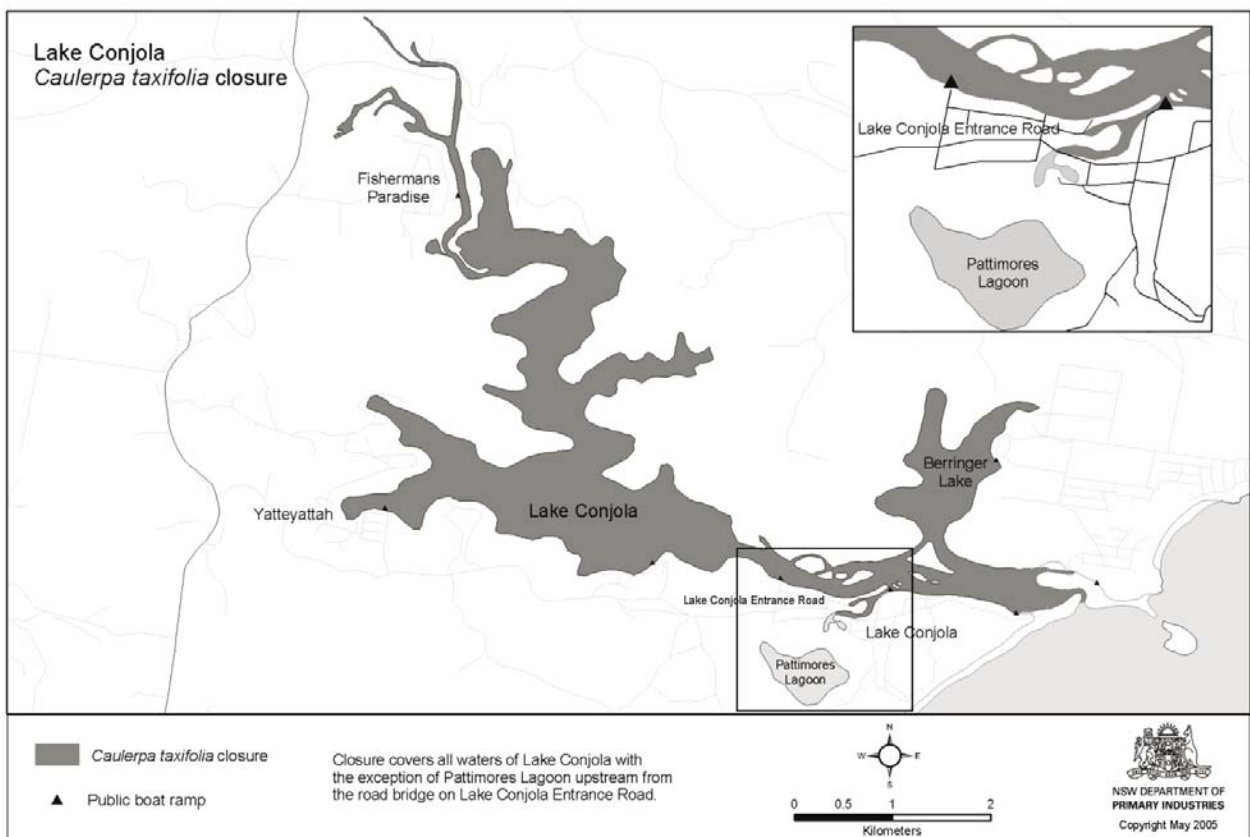 Lake Conjola
Caulerpa taxifolia closure
Lake Conjola Entrance Road
Pattimores
Lagoon
Fishermans
Paradise
Berringer
Lake
Yatteyattah
Lake Conjola
Lake Conjola Entrance Road
Lake Conjola
Pattimores
Lagoon
Caulerpa taxifolia closure
Public boat ramp
Closure covers all waters of Lake Conjola with
the exception of Pattimores Lagoon upstream from
the road bridge on Lake Conjola Entrance Road.
N
W E
S
0 0.5 1 2
Kilometers
NSW DEPARTMENT OF
PRIMARY INDUSTRIES
Copyright May 2005